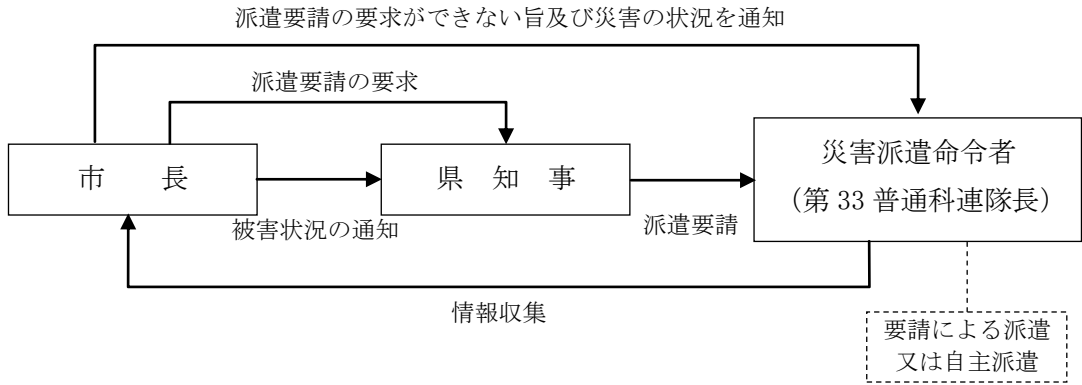 派遣要請の要求ができない旨及び災害の状況を通知
派遣要請の要求
市　　長
県　知　事
災害派遣命令者
（第 33 普通科連隊長）
被害状況の通知
派遣要請
情報収集
要請による派遣
又は自主派遣